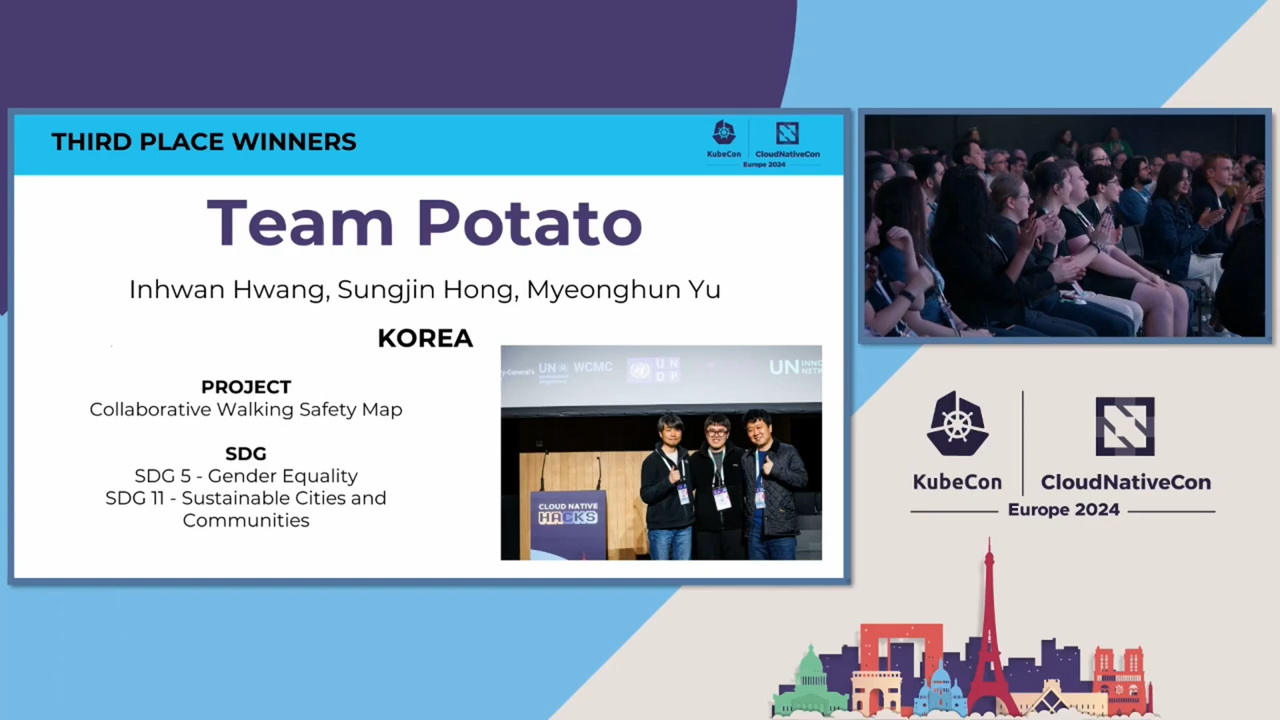 THIRD PLACE WINNERS
KubeCon
CloudNativeCon
Europe 2024
Team Potato
Inhwan Hwang, Sungjin Hong, Myeonghun Yu
KOREA
PROJECT
Collaborative Walking Safety Map
SDG
SDG 5 - Gender Equality
SDG 11 - Sustainable Cities and
Communities
UN
WCMC
UN
DP
UN
CLOUD NATIVE
HACKS
KubeCon
CloudNativeCon
Europe 2024